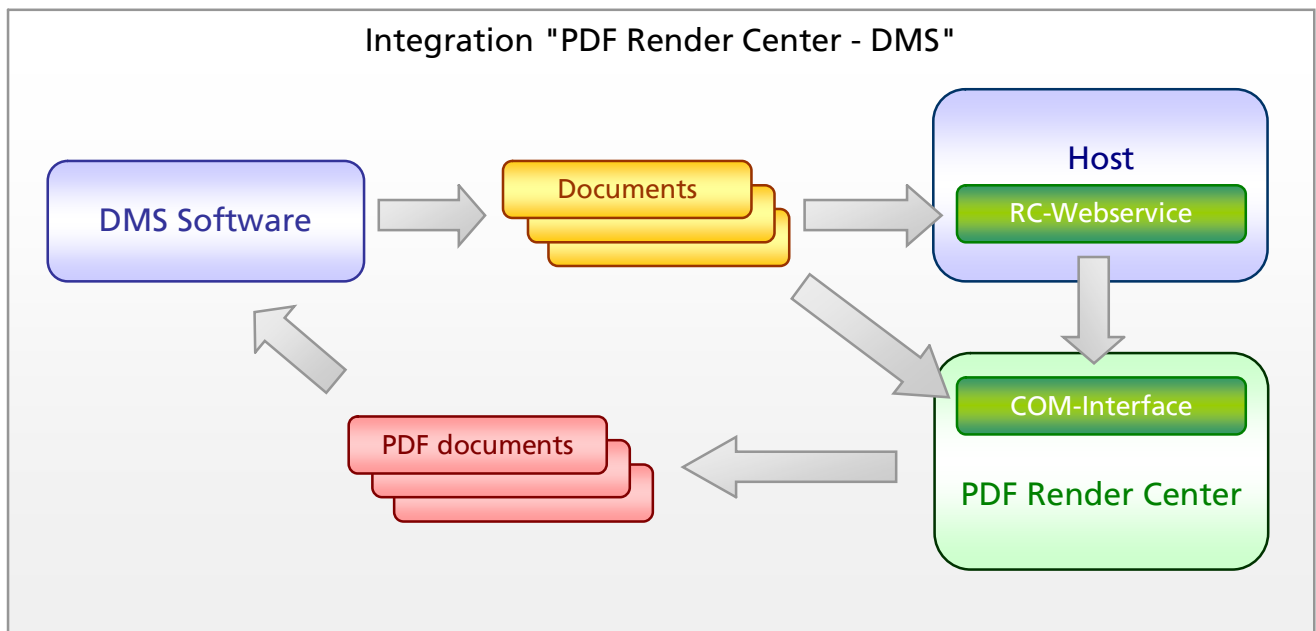 Integration "PDF Render Center - DMS"
DMS Software
Documents
Host
RC-Webservice
COM-Interface
PDF Render Center
PDF documents